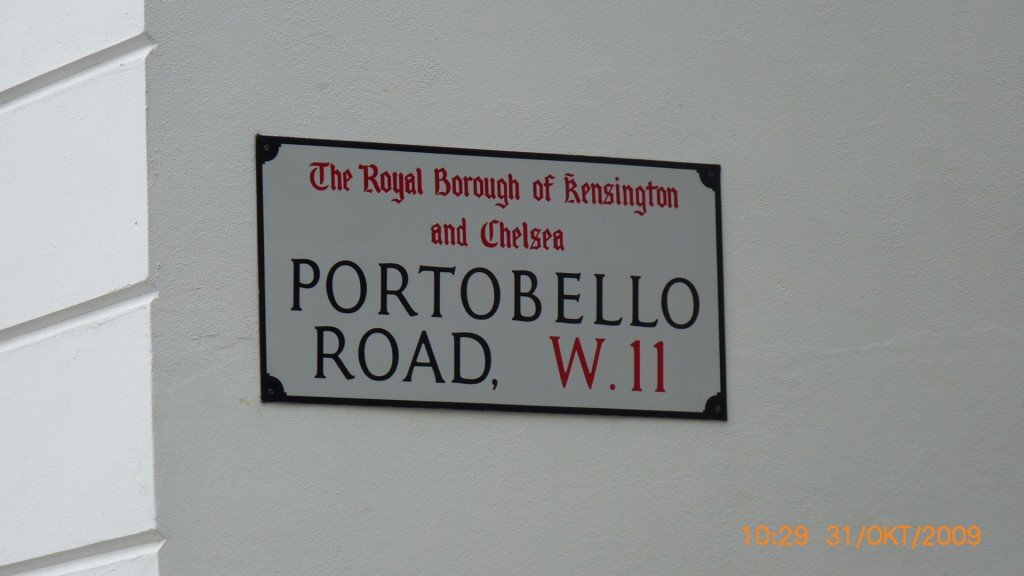 The Royal Borough of Kensington
and Chelsea
PORTOBELLO
ROAD, W.11
10:29 31/OKT/2009